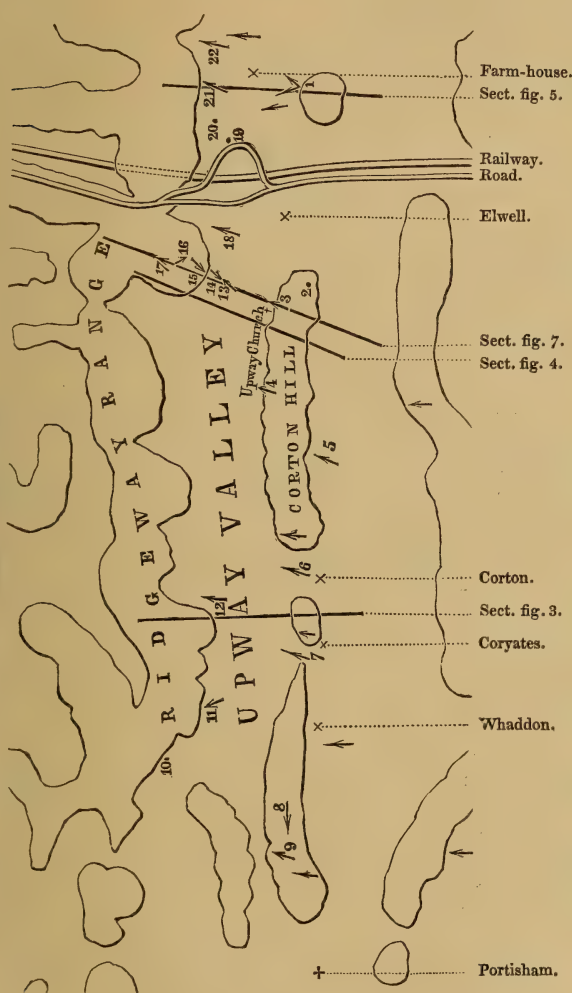 Farm-house.
Sect. fig. 5.
Railway.
Road.
Elwell.
Sect. fig. 7.
Sect. fig. 4.
Corton.
Sect. fig. 3.
Coryates.
Whaddon.
Portisham.
RIDGEWAY RANGE
UPWAY VALLEY
Upway Church
CORTON HILL
1
2.
3
4
5
6
7
8
9
10.
11
12
13
14
15
16
17
18
19
20.
21
22